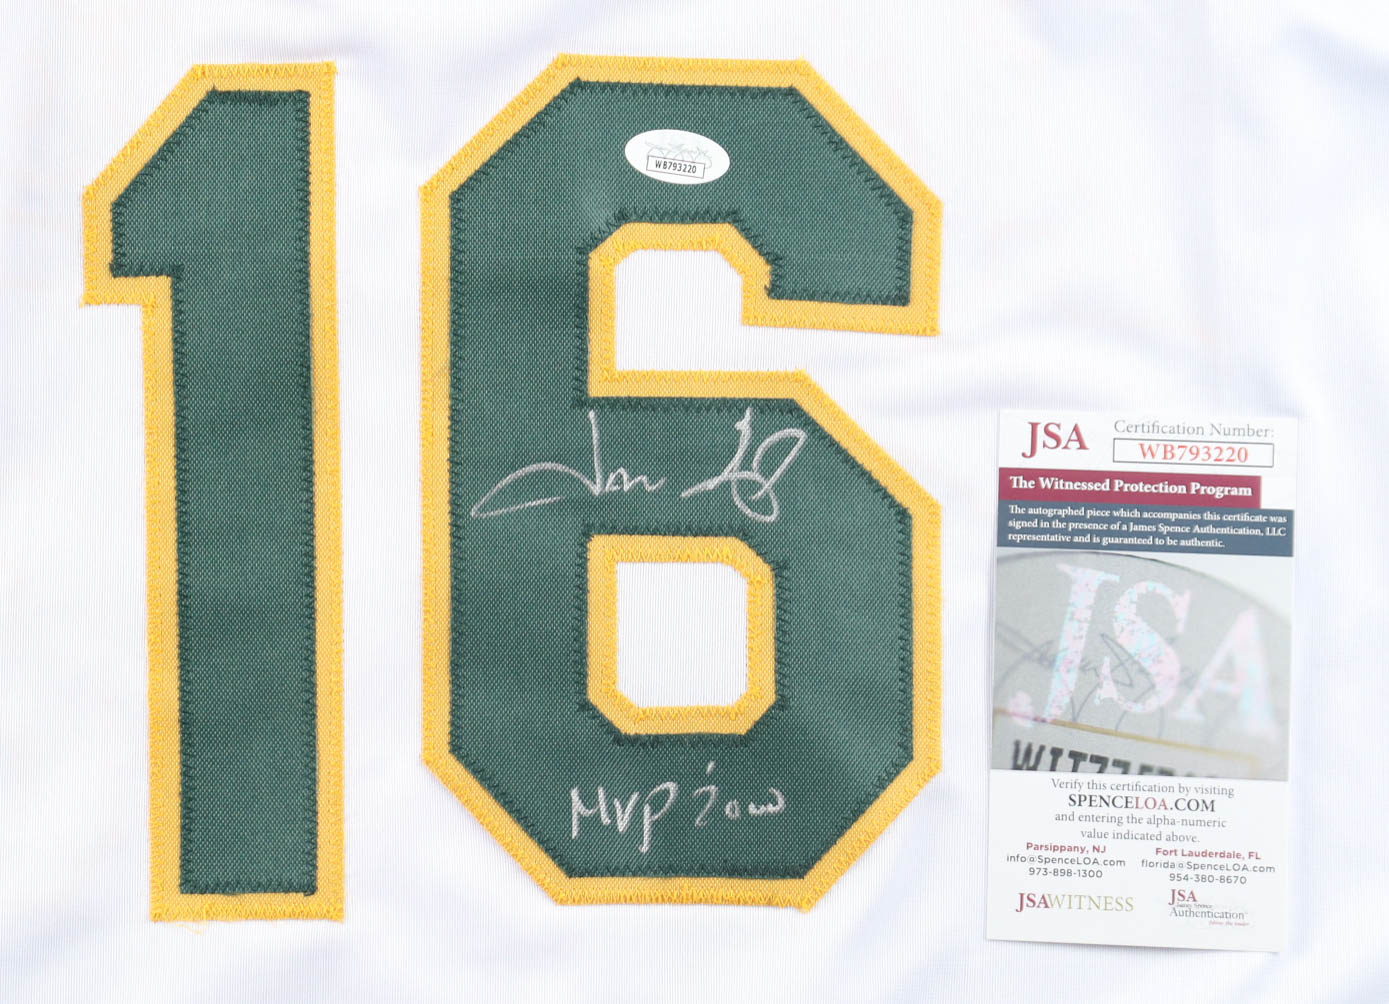 16
WB793220
MVP
JSA
Certification Number:
WB793220
The Witnessed Protection Program
The autographed piece which accompanies this certificate was
signed in the presence of a James Spence Authentication, LLC
representative and is guaranteed to be authentic.
JSA
Verify this certification by visiting
SPENCELOA.COM
and entering the alpha-numeric
value indicated above.
Parsippany, NJ
info@SpenceLOA.com
973-898-1300
Fort Lauderdale, FL
florida@SpenceLOA.com
954-380-8670
JSAWITNESS
JSA
James Spence
Authentication